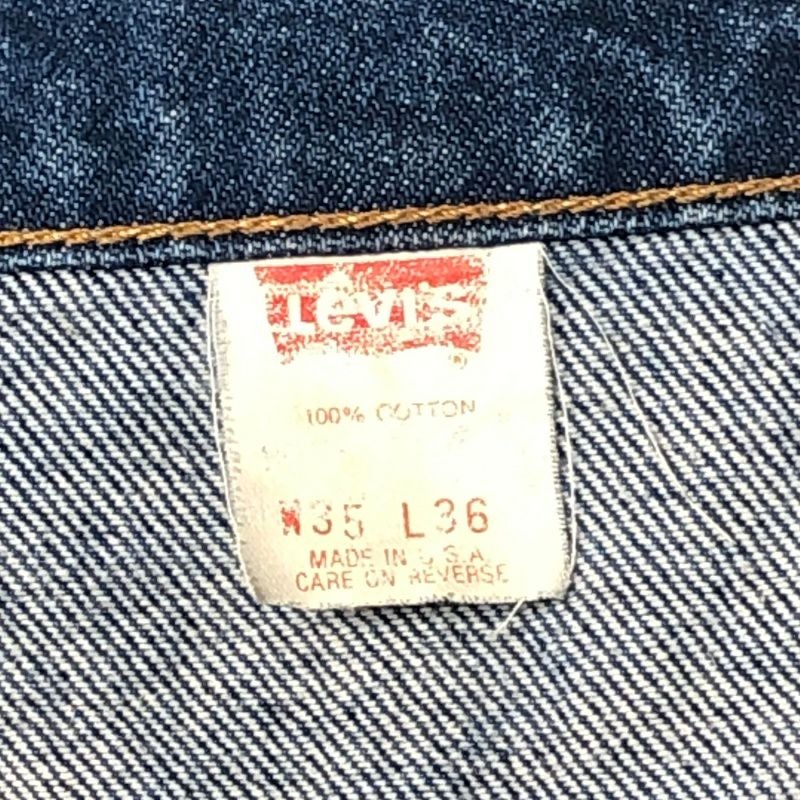 Levi's
®
100% COTTON
W35 L36
MADE IN U.S.A.
CARE ON REVERSE